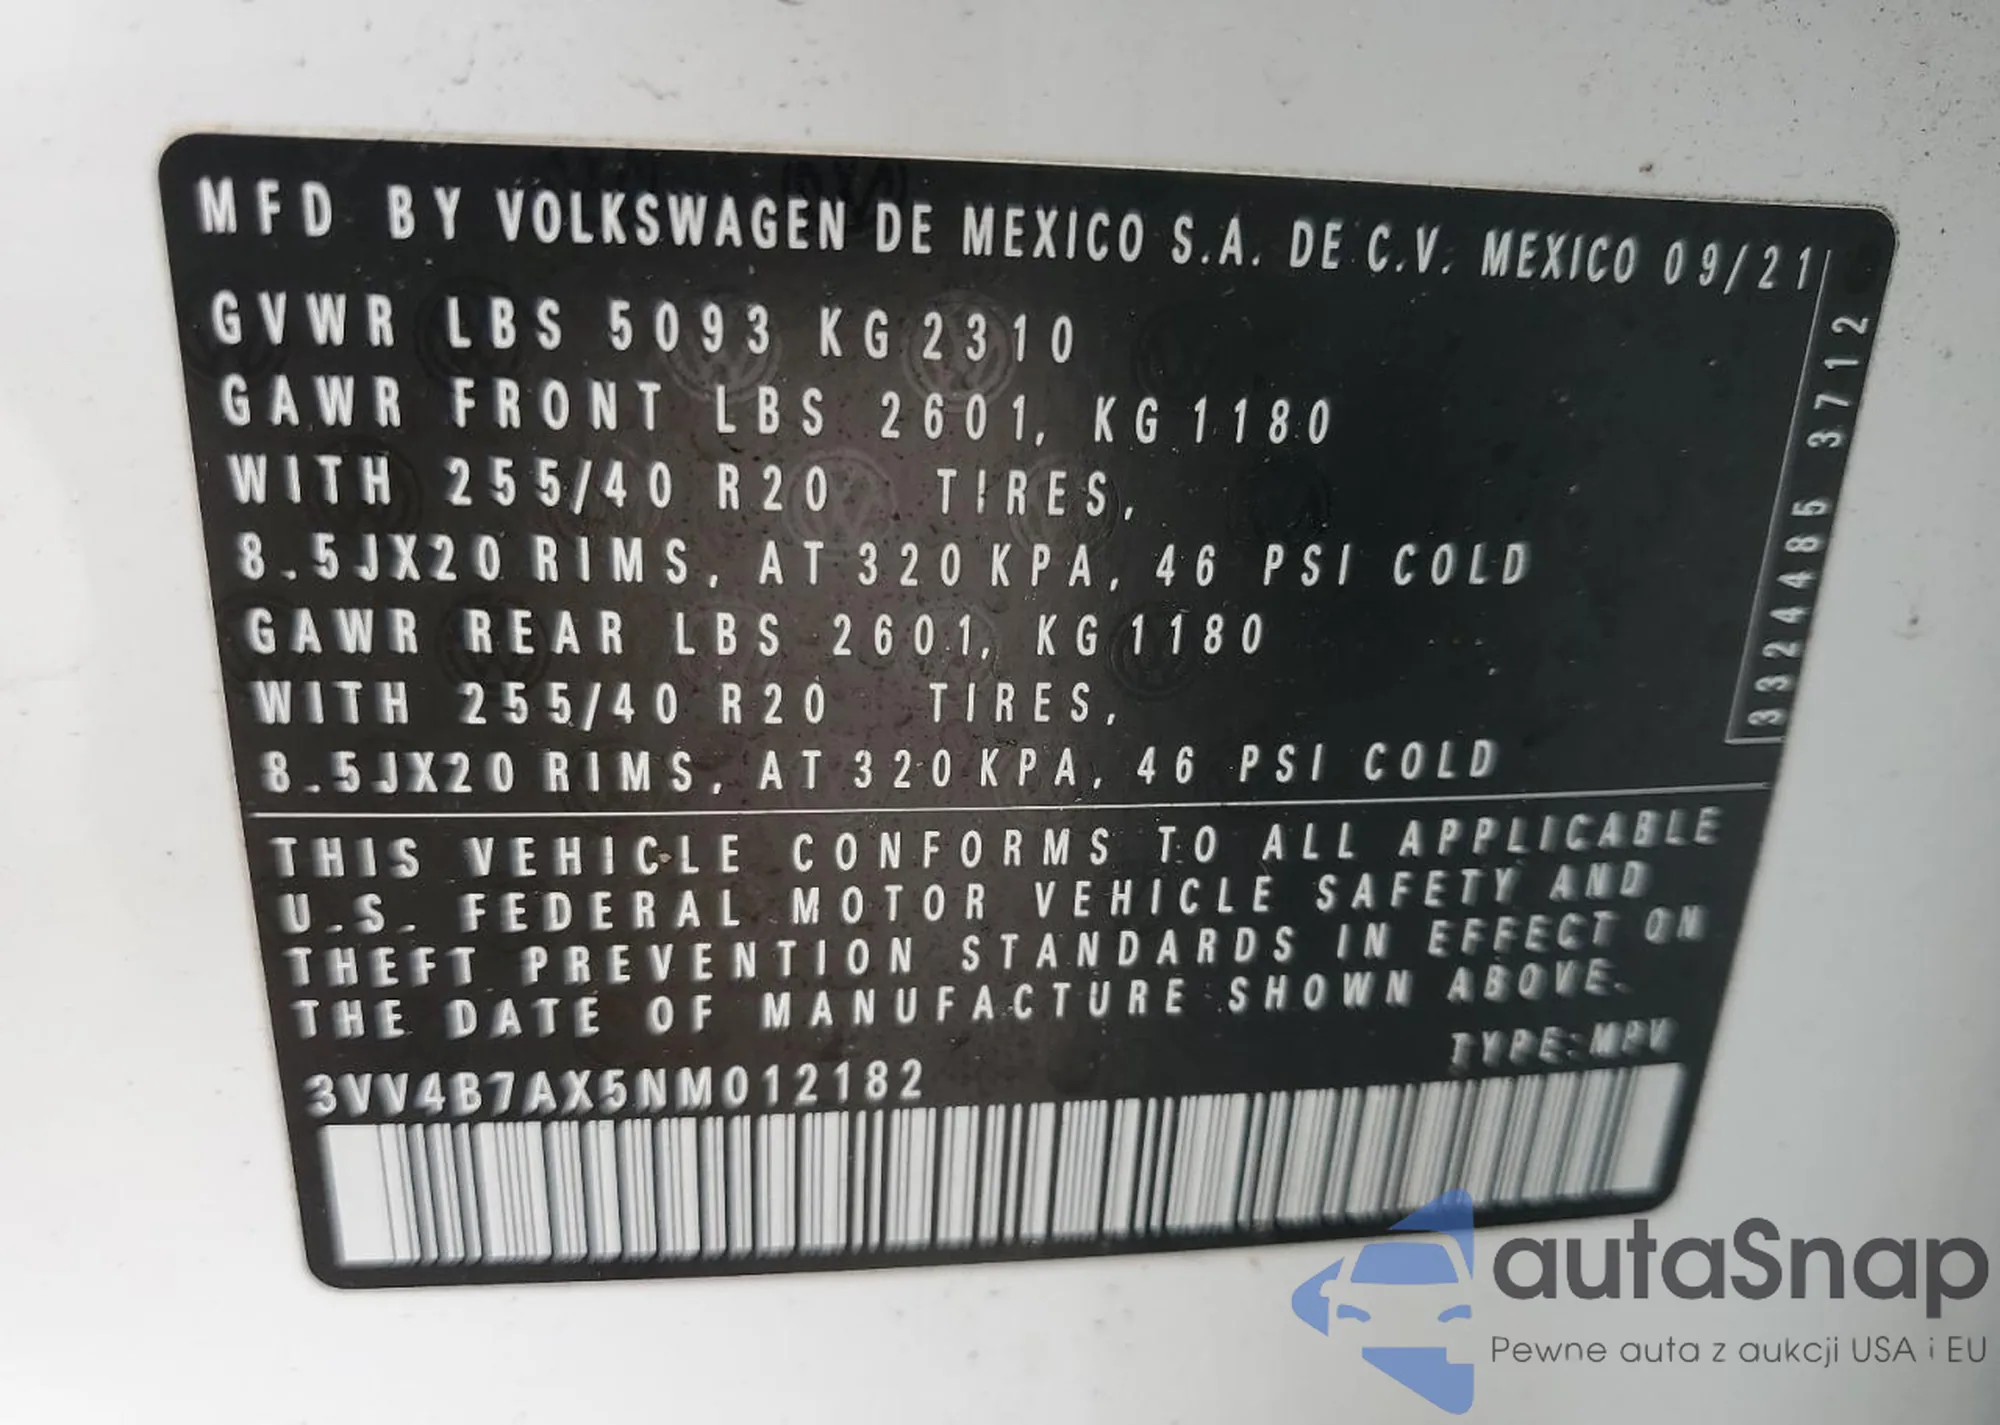 MFD BY VOLKSWAGEN DE MEXICO S.A. DE C.V. MEXICO 09/21
GVWR LBS 5093 KG 2310
GAWR FRONT LBS 2601, KG 1180
WITH 255/40 R20 TIRES,
8.5JX20 RIMS, AT 320 KPA, 46 PSI COLD
GAWR REAR LBS 2601, KG 1180
WITH 255/40 R20 TIRES,
8.5JX20 RIMS, AT 320 KPA, 46 PSI COLD
3324485 3712
THIS VEHICLE CONFORMS TO ALL APPLICABLE
U.S. FEDERAL MOTOR VEHICLE SAFETY AND
THEFT PREVENTION STANDARDS IN EFFECT ON
THE DATE OF MANUFACTURE SHOWN ABOVE.
TYPE: MPV
3VV4B7AX5NM012182
autaSnap
Pewne auta z aukcji USA i EU